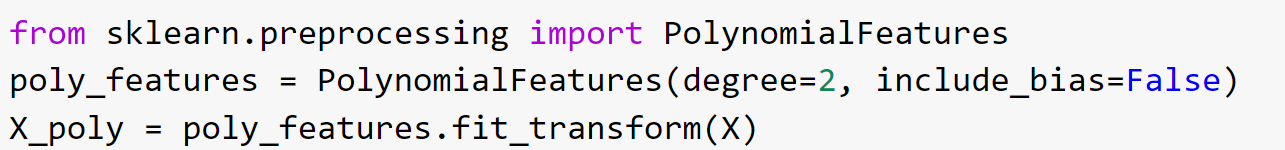 from sklearn.preprocessing import PolynomialFeatures
poly_features = PolynomialFeatures(degree=2, include_bias=False)
X_poly = poly_features.fit_transform(X)